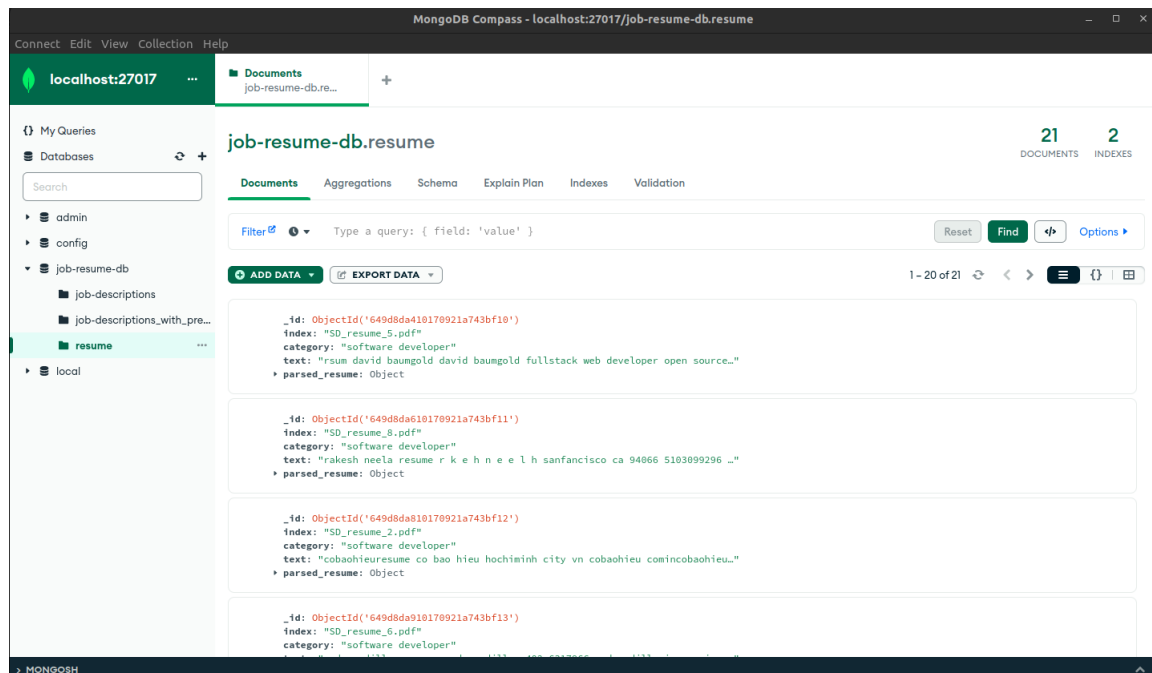 MongoDB Compass - localhost:27017/job-resume-db.resume
Connect Edit View Collection Help
localhost:27017 ...
Documents
job-resume-db.re...
+
{} My Queries
Databases
Search
admin
config
job-resume-db
job-descriptions
job-descriptions_with_pre...
resume ...
local
job-resume-db.resume
21
DOCUMENTS
2
INDEXES
Documents Aggregations Schema Explain Plan Indexes Validation
Filter Type a query: { field: 'value' } Reset Find </> Options
ADD DATA EXPORT DATA 1 – 20 of 21 {}
_id: ObjectId('649d8da410170921a743bf10')
index: "SD_resume_5.pdf"
category: "software developer"
text: "rsum david baumgold david baumgold fullstack web developer open source…"
parsed_resume: Object
_id: ObjectId('649d8da610170921a743bf11')
index: "SD_resume_8.pdf"
category: "software developer"
text: "rakesh neela resume r k e h n e e l h sanfancisco ca 94066 5103099296 …"
parsed_resume: Object
_id: ObjectId('649d8da810170921a743bf12')
index: "SD_resume_2.pdf"
category: "software developer"
text: "cobaohieuresume co bao hieu hochiminh city vn cobaohieu comincobaohieu…"
parsed_resume: Object
_id: ObjectId('649d8da910170921a743bf13')
index: "SD_resume_6.pdf"
category: "software developer"
> MONGOSH